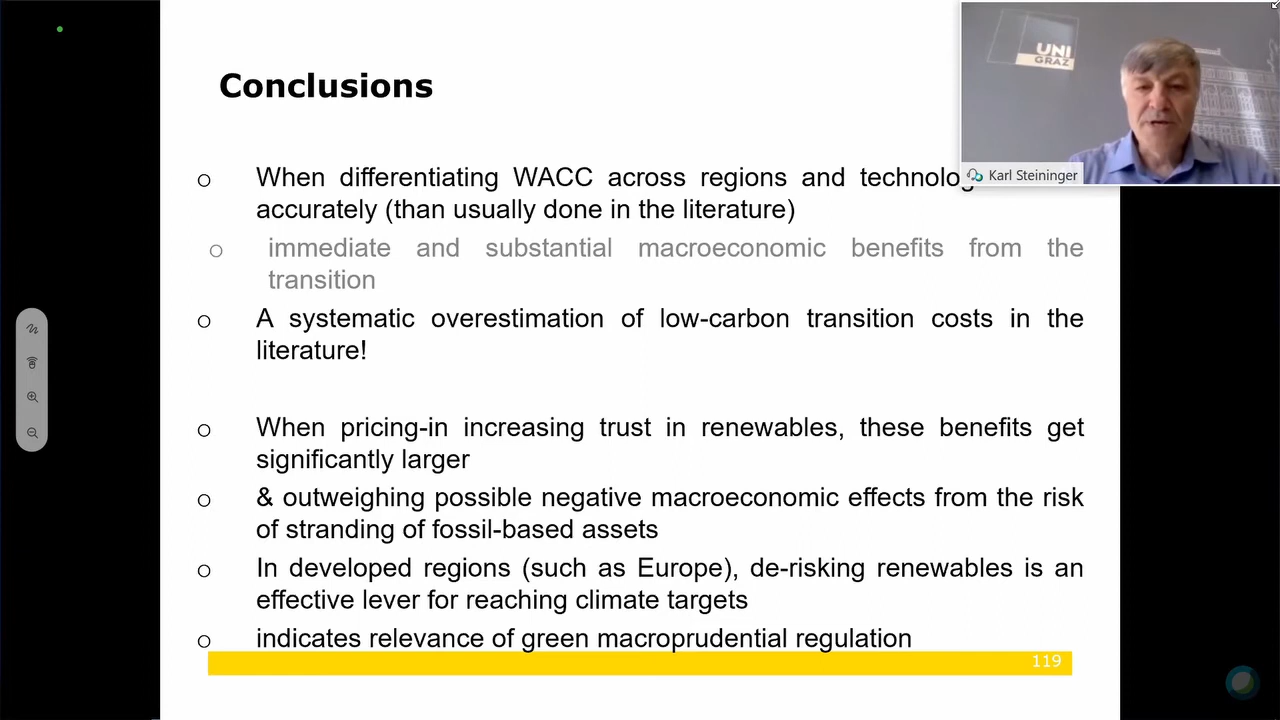 Conclusions
UNI
GRAZ
Karl Steininger
o When differentiating WACC across regions and
accurately (than usually done in the literature)
o immediate and substantial macroeconomic benefits from the
transition
o A systematic overestimation of low-carbon transition costs in the
literature!
o When pricing-in increasing trust in renewables, these benefits get
significantly larger
o & outweighing possible negative macroeconomic effects from the risk
of stranding of fossil-based assets
o In developed regions (such as Europe), de-risking renewables is an
effective lever for reaching climate targets
o indicates relevance of green macroprudential regulation
119